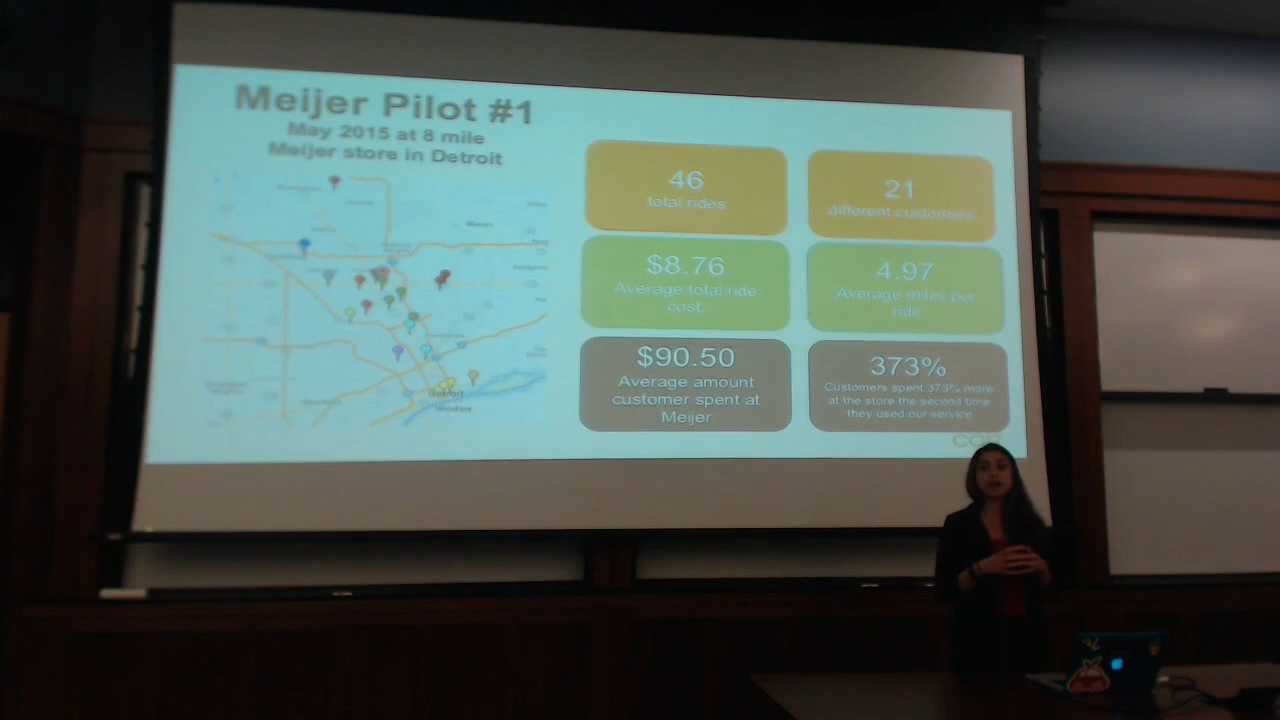 Meijer Pilot #1
May 2015 at 8 mile
Meijer store in Detroit
46
total rides
21
different customers
$8.76
Average total ride
cost
4.97
Average miles per
ride
$90.50
Average amount
customer spent at
Meijer
373%
Customers spent 373% more
at the store the second time
they used our service
Detroit
Windsor
Warren